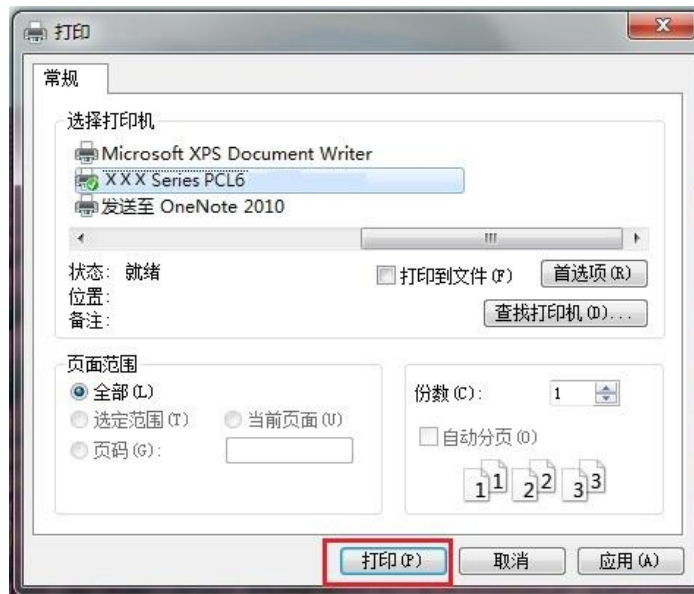 打印
常规
选择打印机
Microsoft XPS Document Writer
XXX Series PCL6
发送至 OneNote 2010
状态: 就绪
打印到文件(F)
首选项(R)
位置:
备注:
查找打印机(D)...
页面范围
全部(L)
选定范围(T)
当前页面(U)
页码(G):
份数(C):
1
自动分页(O)
1 1 2 2 3 3
打印(P)
取消
应用(A)